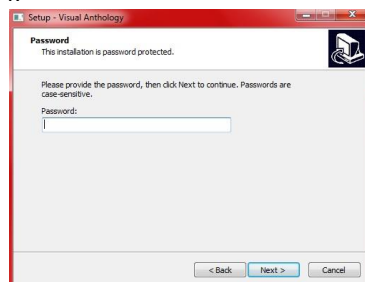 Setup - Visual Anthology
Password
This installation is password protected.
Please provide the password, then click Next to continue. Passwords are
case-sensitive.
Password:
< Back
Next >
Cancel